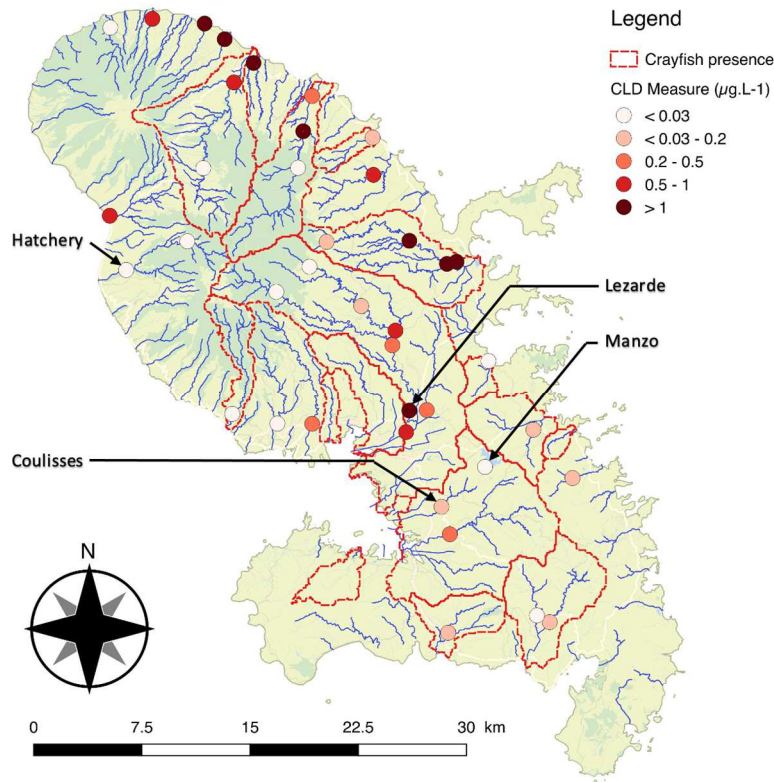 Legend
Crayfish presence
CLD Measure (µg.L-1)
< 0.03
< 0.03 - 0.2
0.2 - 0.5
0.5 - 1
> 1
Hatchery
Lezarde
Manzo
Coulisses
N
0 7.5 15 22.5 30 km